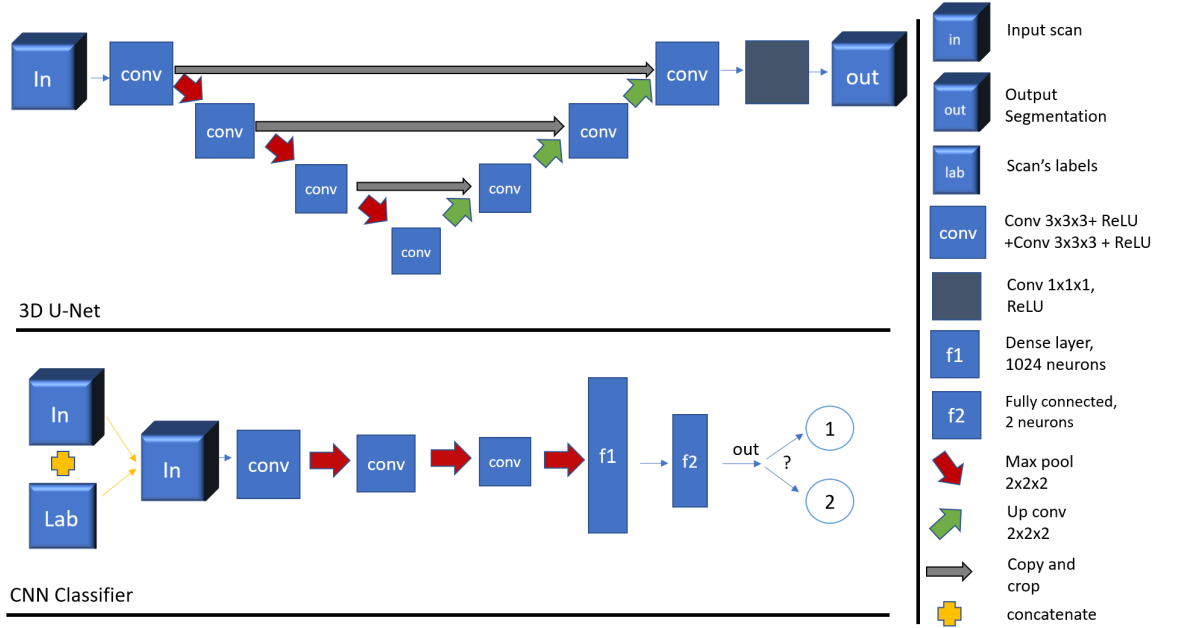 In
conv
conv
out
conv
conv
conv
conv
conv
3D U-Net
In
Lab
In
conv
conv
conv
f1
f2
out
?
1
2
CNN Classifier
in
Input scan
out
Output
Segmentation
lab
Scan's labels
conv
Conv 3x3x3+ ReLU
+Conv 3x3x3 + ReLU
Conv 1x1x1,
ReLU
f1
Dense layer,
1024 neurons
f2
Fully connected,
2 neurons
Max pool
2x2x2
Up conv
2x2x2
Copy and
crop
concatenate